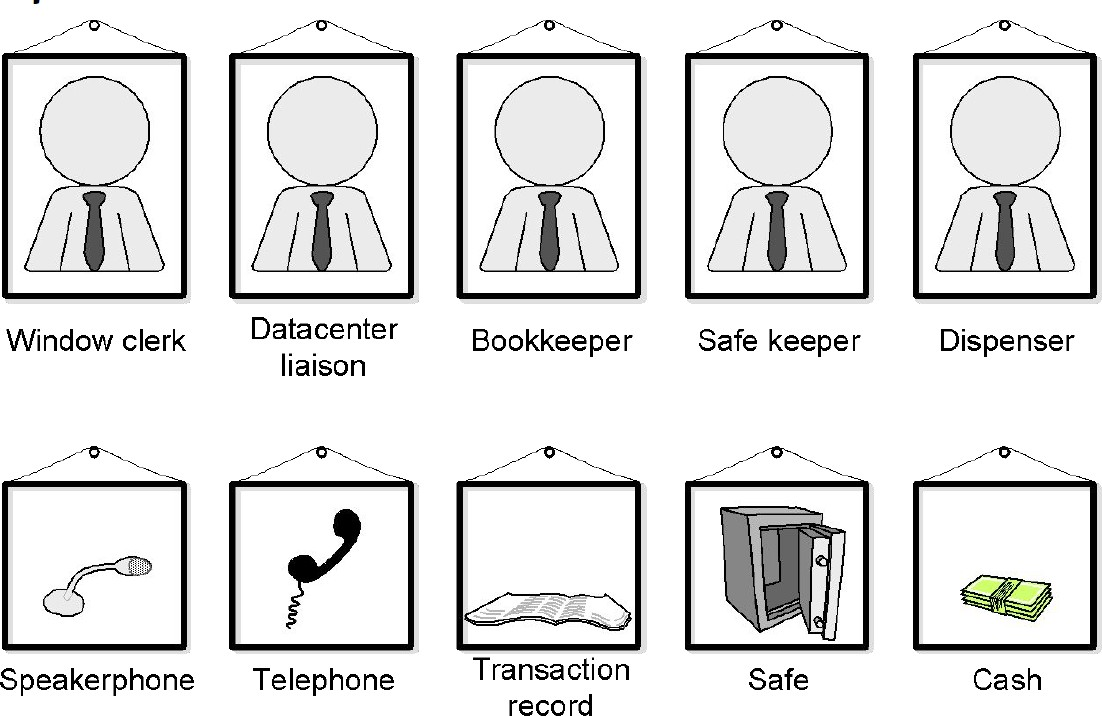 Window clerk
Datacenter
liaison
Bookkeeper
Safe keeper
Dispenser
Speakerphone
Telephone
Transaction
record
Safe
Cash